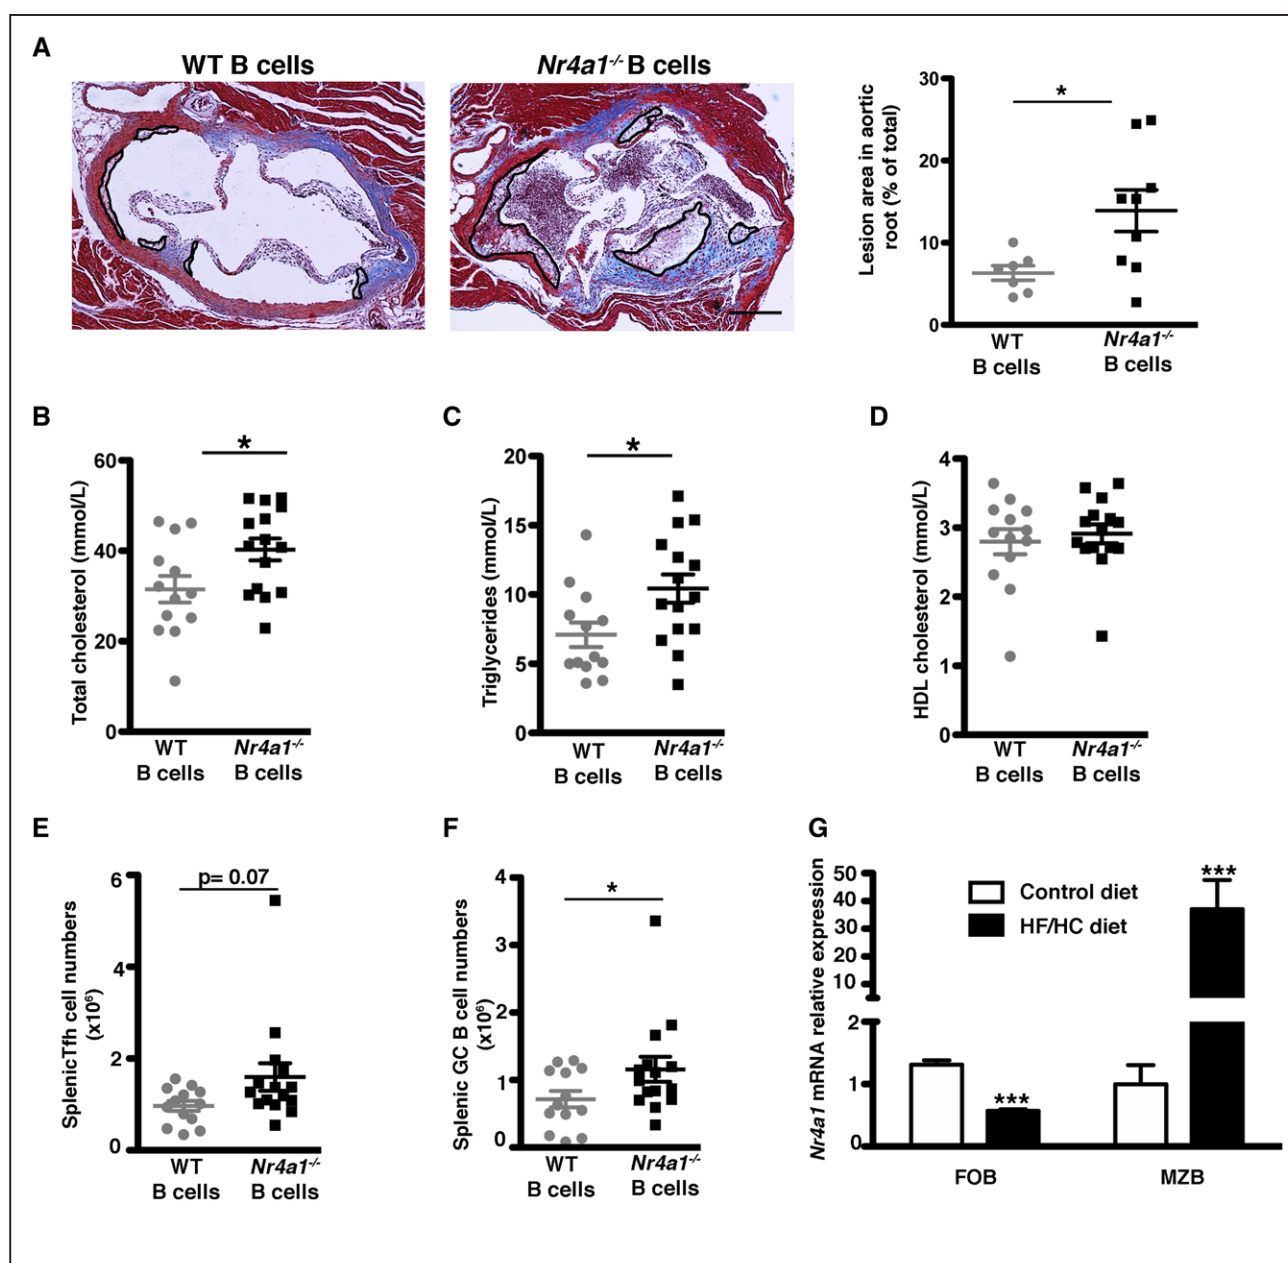 A
WT B cells
Nr4a1-/- B cells
Lesion area in aortic
root (% of total)
30
20
10
0
*
WT
B cells
Nr4a1-/-
B cells
B
Total cholesterol (mmol/L)
60
40
20
0
*
WT
B cells
Nr4a1-/-
B cells
C
Triglycerides (mmol/L)
20
15
10
5
0
*
WT
B cells
Nr4a1-/-
B cells
D
HDL cholesterol (mmol/L)
4
3
2
1
0
WT
B cells
Nr4a1-/-
B cells
E
SplenicTfh cell numbers
(x10⁶)
6
4
2
0
p= 0.07
WT
B cells
Nr4a1-/-
B cells
F
Splenic GC B cell numbers
(x10⁶)
4
3
2
1
0
*
WT
B cells
Nr4a1-/-
B cells
G
Nr4a1 mRNA relative expression
50
40
30
20
10
2
1
0
Control diet
HF/HC diet
***
***
FOB
MZB